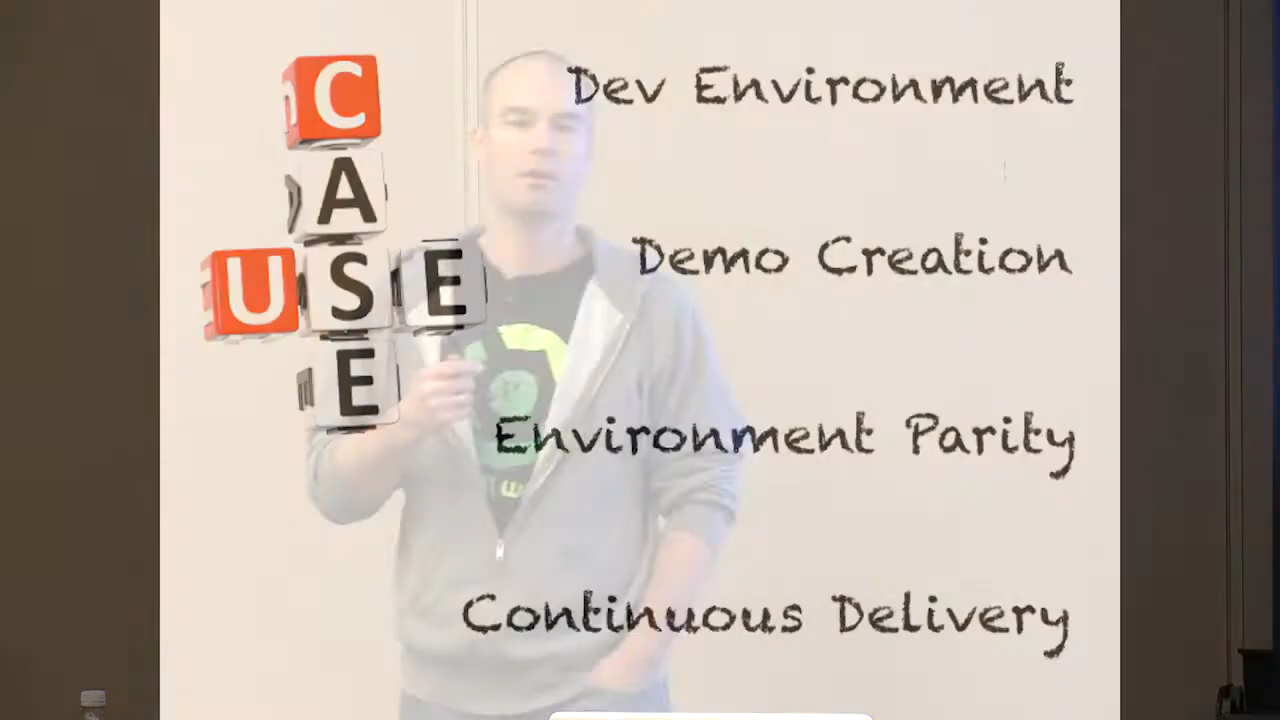 Dev Environment
CASE
USE
Demo Creation
Environment Parity
Continuous Delivery